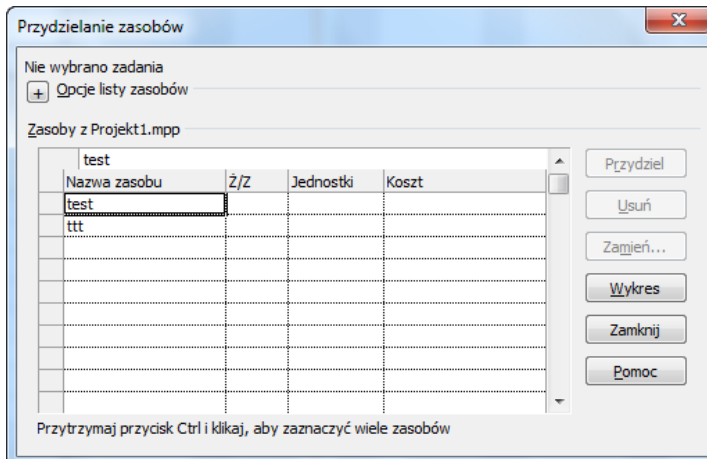 Przydzielanie zasobów
Nie wybrano zadania
+ Opcje listy zasobów
Zasoby z Projekt1.mpp
test
Nazwa zasobu Ż/Z Jednostki Koszt
test
ttt
Przydziel
Usuń
Zamień...
Wykres
Zamknij
Pomoc
Przytrzymaj przycisk Ctrl i klikaj, aby zaznaczyć wiele zasobów